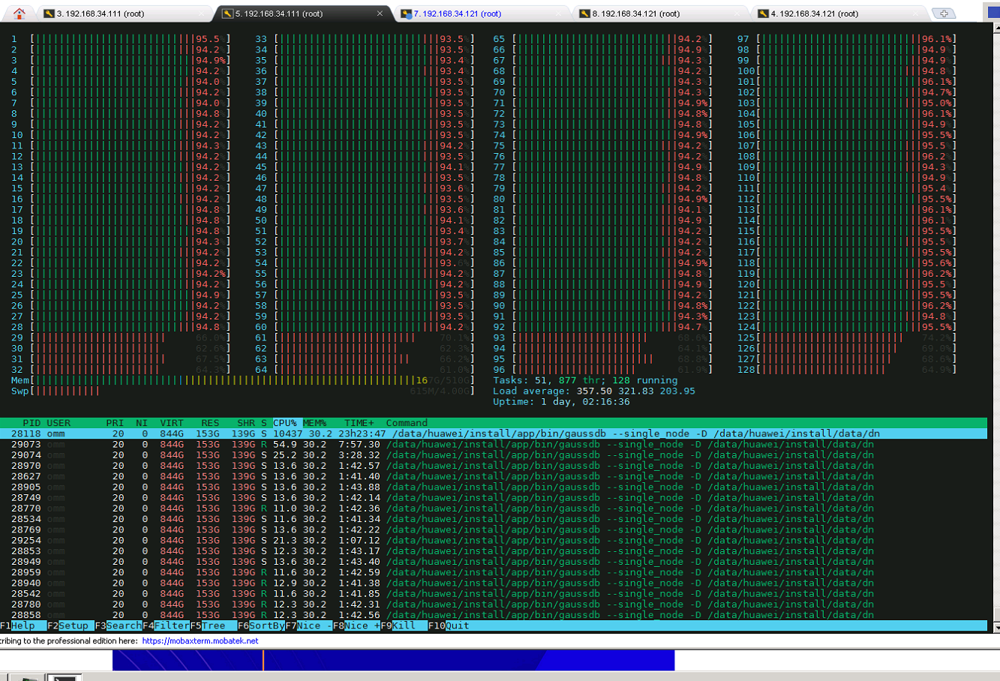 3. 192.168.34.111 (root) 5. 192.168.34.111 (root) 7. 192.168.34.121 (root) 8. 192.168.34.121 (root) 4. 192.168.34.121 (root)
1 [95.5%] 33 [93.5%] 65 [94.2%] 97 [96.1%]
2 [94.2%] 34 [93.5%] 66 [94.9%] 98 [94.9%]
3 [94.9%] 35 [93.4%] 67 [94.3%] 99 [94.9%]
4 [94.2%] 36 [93.4%] 68 [94.2%] 100[94.8%]
5 [94.0%] 37 [93.5%] 69 [94.3%] 101[96.1%]
6 [94.2%] 38 [93.5%] 70 [94.3%] 102[94.7%]
7 [94.0%] 39 [93.5%] 71 [94.9%] 103[95.0%]
8 [94.8%] 40 [93.5%] 72 [94.8%] 104[96.1%]
9 [94.2%] 41 [93.5%] 73 [94.8%] 105[94.9%]
10 [94.2%] 42 [93.5%] 74 [94.9%] 106[95.5%]
11 [94.3%] 43 [94.2%] 75 [94.2%] 107[95.5%]
12 [94.2%] 44 [93.5%] 76 [94.2%] 108[96.2%]
13 [94.2%] 45 [94.1%] 77 [94.9%] 109[94.3%]
14 [94.2%] 46 [93.5%] 78 [94.8%] 110[94.9%]
15 [94.2%] 47 [93.6%] 79 [94.2%] 111[95.4%]
16 [94.2%] 48 [93.5%] 80 [94.9%] 112[95.5%]
17 [94.8%] 49 [93.6%] 81 [94.1%] 113[96.1%]
18 [94.8%] 50 [94.1%] 82 [94.9%] 114[96.1%]
19 [94.8%] 51 [93.4%] 83 [94.2%] 115[95.5%]
20 [94.3%] 52 [93.7%] 84 [94.2%] 116[95.5%]
21 [94.2%] 53 [94.2%] 85 [94.2%] 117[95.5%]
22 [94.2%] 54 [93.6%] 86 [94.9%] 118[95.6%]
23 [94.2%] 55 [94.2%] 87 [94.8%] 119[96.2%]
24 [94.2%] 56 [94.2%] 88 [94.9%] 120[95.5%]
25 [94.9%] 57 [93.5%] 89 [94.2%] 121[95.5%]
26 [94.2%] 58 [93.5%] 90 [94.8%] 122[96.2%]
27 [94.2%] 59 [93.5%] 91 [94.3%] 123[94.8%]
28 [94.8%] 60 [94.2%] 92 [94.7%] 124[95.5%]
29 [66.0%] 61 [70.1%] 93 [68.6%] 125[74.2%]
30 [62.6%] 62 [62.3%] 94 [64.1%] 126[69.0%]
31 [67.5%] 63 [66.2%] 95 [68.8%] 127[68.6%]
32 [64.3%] 64 [61.0%] 96 [61.9%] 128[64.9%]
Mem[167G/510G] Tasks: 51, 877 thr; 128 running
Swp[615M/4.00G] Load average: 357.50 321.83 203.95
Uptime: 1 day, 02:16:36
PID USER PRI NI VIRT RES SHR S CPU% MEM% TIME+ Command
28118 omm 20 0 844G 153G 139G S 10437 30.2 23h23:47 /data/huawei/install/app/bin/gaussdb --single_node -D /data/huawei/install/data/dn
29073 omm 20 0 844G 153G 139G R 54.9 30.2 7:57.30 /data/huawei/install/app/bin/gaussdb --single_node -D /data/huawei/install/data/dn
29074 omm 20 0 844G 153G 139G S 25.2 30.2 3:28.32 /data/huawei/install/app/bin/gaussdb --single_node -D /data/huawei/install/data/dn
28970 omm 20 0 844G 153G 139G S 13.6 30.2 1:42.57 /data/huawei/install/app/bin/gaussdb --single_node -D /data/huawei/install/data/dn
28627 omm 20 0 844G 153G 139G S 13.6 30.2 1:41.40 /data/huawei/install/app/bin/gaussdb --single_node -D /data/huawei/install/data/dn
28905 omm 20 0 844G 153G 139G S 13.6 30.2 1:43.88 /data/huawei/install/app/bin/gaussdb --single_node -D /data/huawei/install/data/dn
28749 omm 20 0 844G 153G 139G S 13.6 30.2 1:42.14 /data/huawei/install/app/bin/gaussdb --single_node -D /data/huawei/install/data/dn
28770 omm 20 0 844G 153G 139G R 11.0 30.2 1:42.36 /data/huawei/install/app/bin/gaussdb --single_node -D /data/huawei/install/data/dn
28534 omm 20 0 844G 153G 139G S 11.6 30.2 1:41.34 /data/huawei/install/app/bin/gaussdb --single_node -D /data/huawei/install/data/dn
28769 omm 20 0 844G 153G 139G S 13.6 30.2 1:42.22 /data/huawei/install/app/bin/gaussdb --single_node -D /data/huawei/install/data/dn
29254 omm 20 0 844G 153G 139G S 21.3 30.2 1:07.12 /data/huawei/install/app/bin/gaussdb --single_node -D /data/huawei/install/data/dn
28853 omm 20 0 844G 153G 139G S 12.3 30.2 1:43.17 /data/huawei/install/app/bin/gaussdb --single_node -D /data/huawei/install/data/dn
28949 omm 20 0 844G 153G 139G S 13.6 30.2 1:43.40 /data/huawei/install/app/bin/gaussdb --single_node -D /data/huawei/install/data/dn
28959 omm 20 0 844G 153G 139G R 11.6 30.2 1:42.59 /data/huawei/install/app/bin/gaussdb --single_node -D /data/huawei/install/data/dn
28940 omm 20 0 844G 153G 139G R 12.9 30.2 1:41.38 /data/huawei/install/app/bin/gaussdb --single_node -D /data/huawei/install/data/dn
28542 omm 20 0 844G 153G 139G R 11.6 30.2 1:41.85 /data/huawei/install/app/bin/gaussdb --single_node -D /data/huawei/install/data/dn
28780 omm 20 0 844G 153G 139G R 12.3 30.2 1:42.31 /data/huawei/install/app/bin/gaussdb --single_node -D /data/huawei/install/data/dn
28858 omm 20 0 844G 153G 139G R 12.3 30.2 1:42.56 /data/huawei/install/app/bin/gaussdb --single_node -D /data/huawei/install/data/dn
F1Help F2Setup F3SearchF4FilterF5Tree F6SortByF7Nice -F8Nice +F9Kill F10Quit
cribing to the professional edition here: https://mobaxterm.mobatek.net